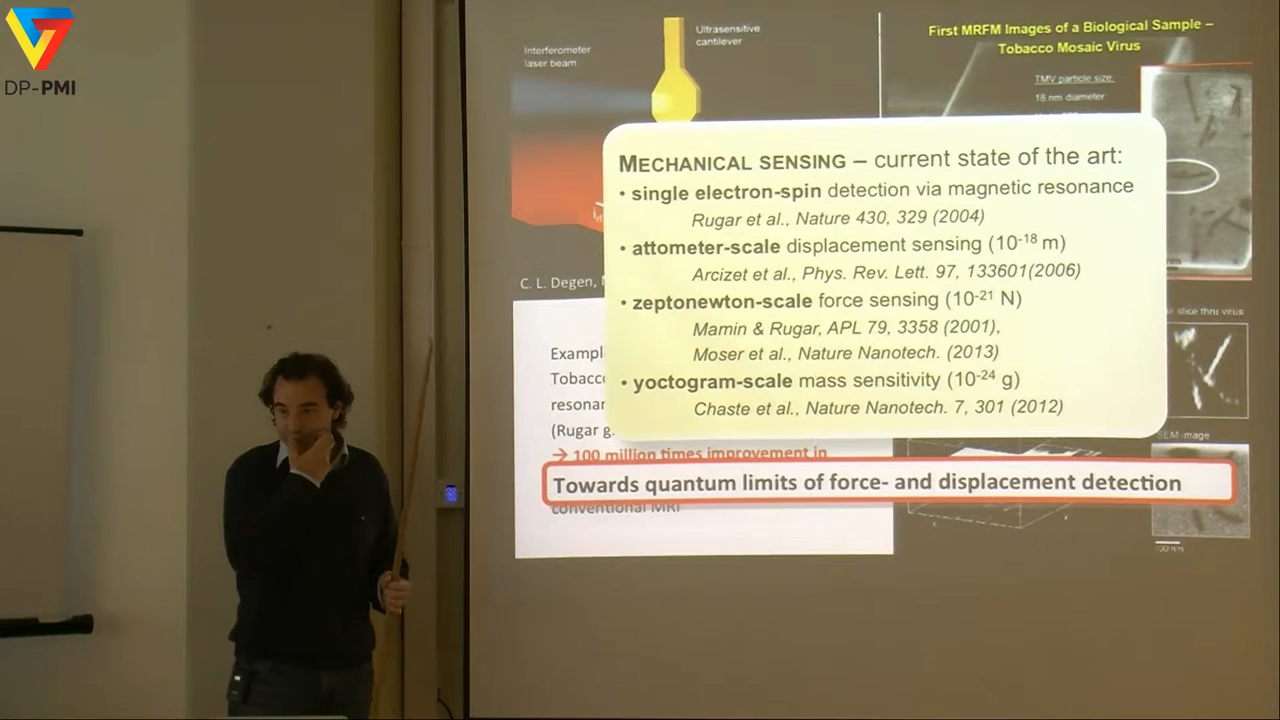 DP-PMI
Interferometer
laser beam
Ultrasensitive
cantilever
First MRFM Images of a Biological Sample –
Tobacco Mosaic Virus
TMV particle size
18 nm diameter
MECHANICAL SENSING – current state of the art:
• single electron-spin detection via magnetic resonance
Rugar et al., Nature 430, 329 (2004)
• attometer-scale displacement sensing (10-18 m)
Arcizet et al., Phys. Rev. Lett. 97, 133601(2006)
• zeptonewton-scale force sensing (10-21 N)
Mamin & Rugar, APL 79, 3358 (2001),
Moser et al., Nature Nanotech. (2013)
• yoctogram-scale mass sensitivity (10-24 g)
Chaste et al., Nature Nanotech. 7, 301 (2012)
C. L. Degen,
slice thru virus
(Rugar g
→ 100 million times improvement in
Towards quantum limits of force- and displacement detection
conventional MRI
SEM image
100 nm